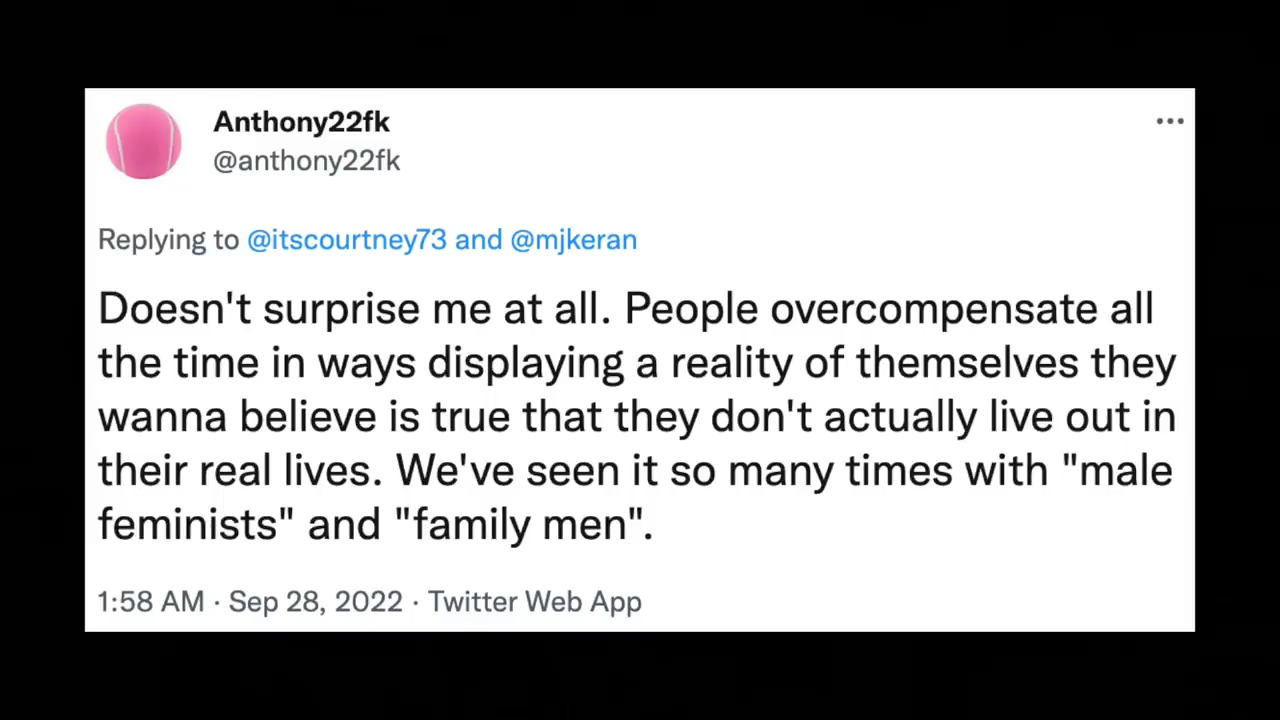 Anthony22fk
@anthony22fk
Replying to @itscourtney73 and @mjkeran
Doesn't surprise me at all. People overcompensate all
the time in ways displaying a reality of themselves they
wanna believe is true that they don't actually live out in
their real lives. We've seen it so many times with "male
feminists" and "family men".
1:58 AM · Sep 28, 2022 · Twitter Web App